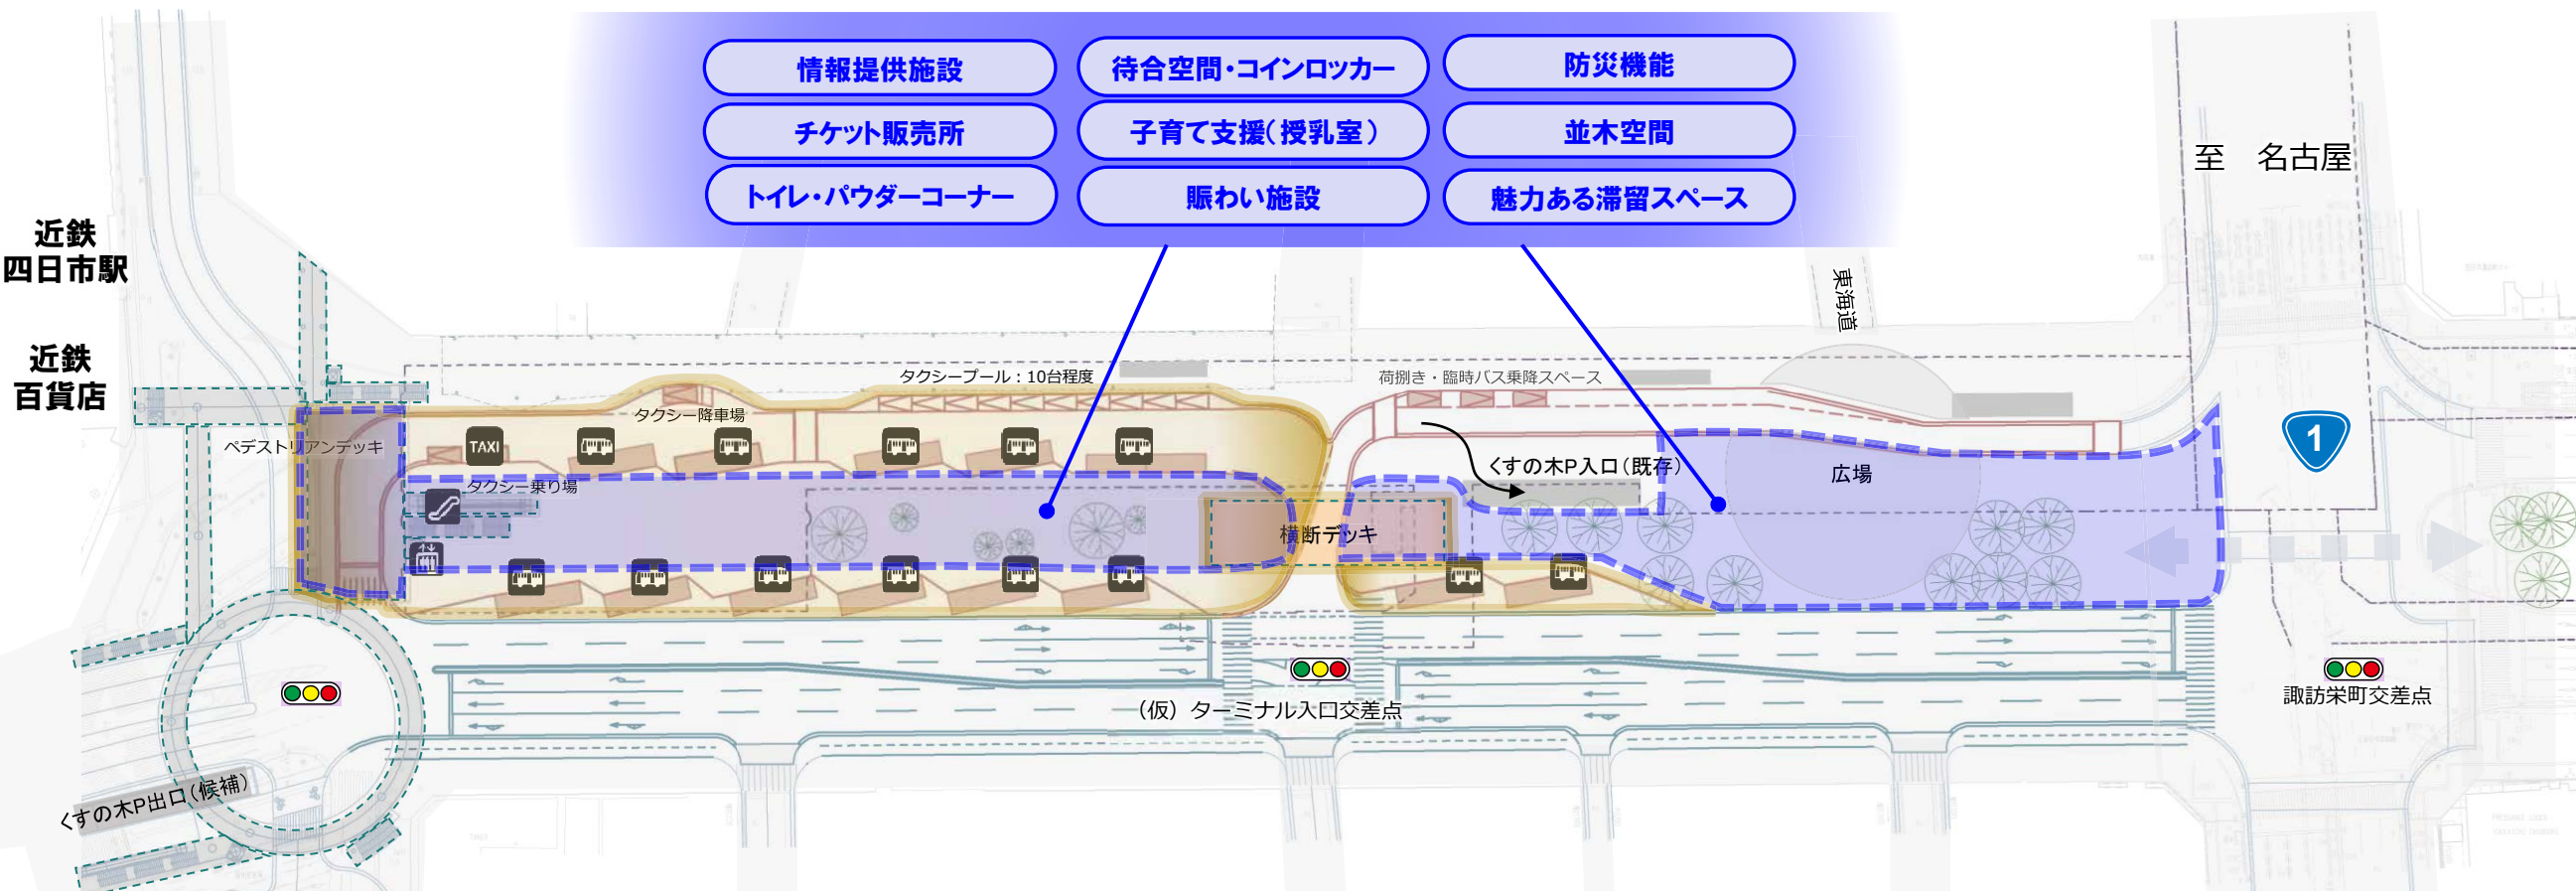 情報提供施設
待合空間・コインロッカー
防災機能
チケット販売所
子育て支援（授乳室）
並木空間
トイレ・パウダーコーナー
賑わい施設
魅力ある滞留スペース
至　名古屋
近鉄
四日市駅
東海道
近鉄
百貨店
タクシープール：10台程度
荷捌き・臨時バス乗降スペース
タクシー降車場
ペデストリアンデッキ
TAXI
1
くすの木P入口（既存）
広場
タクシー乗り場
横断デッキ
（仮）ターミナル入口交差点
諏訪栄町交差点
くすの木P出口（候補）